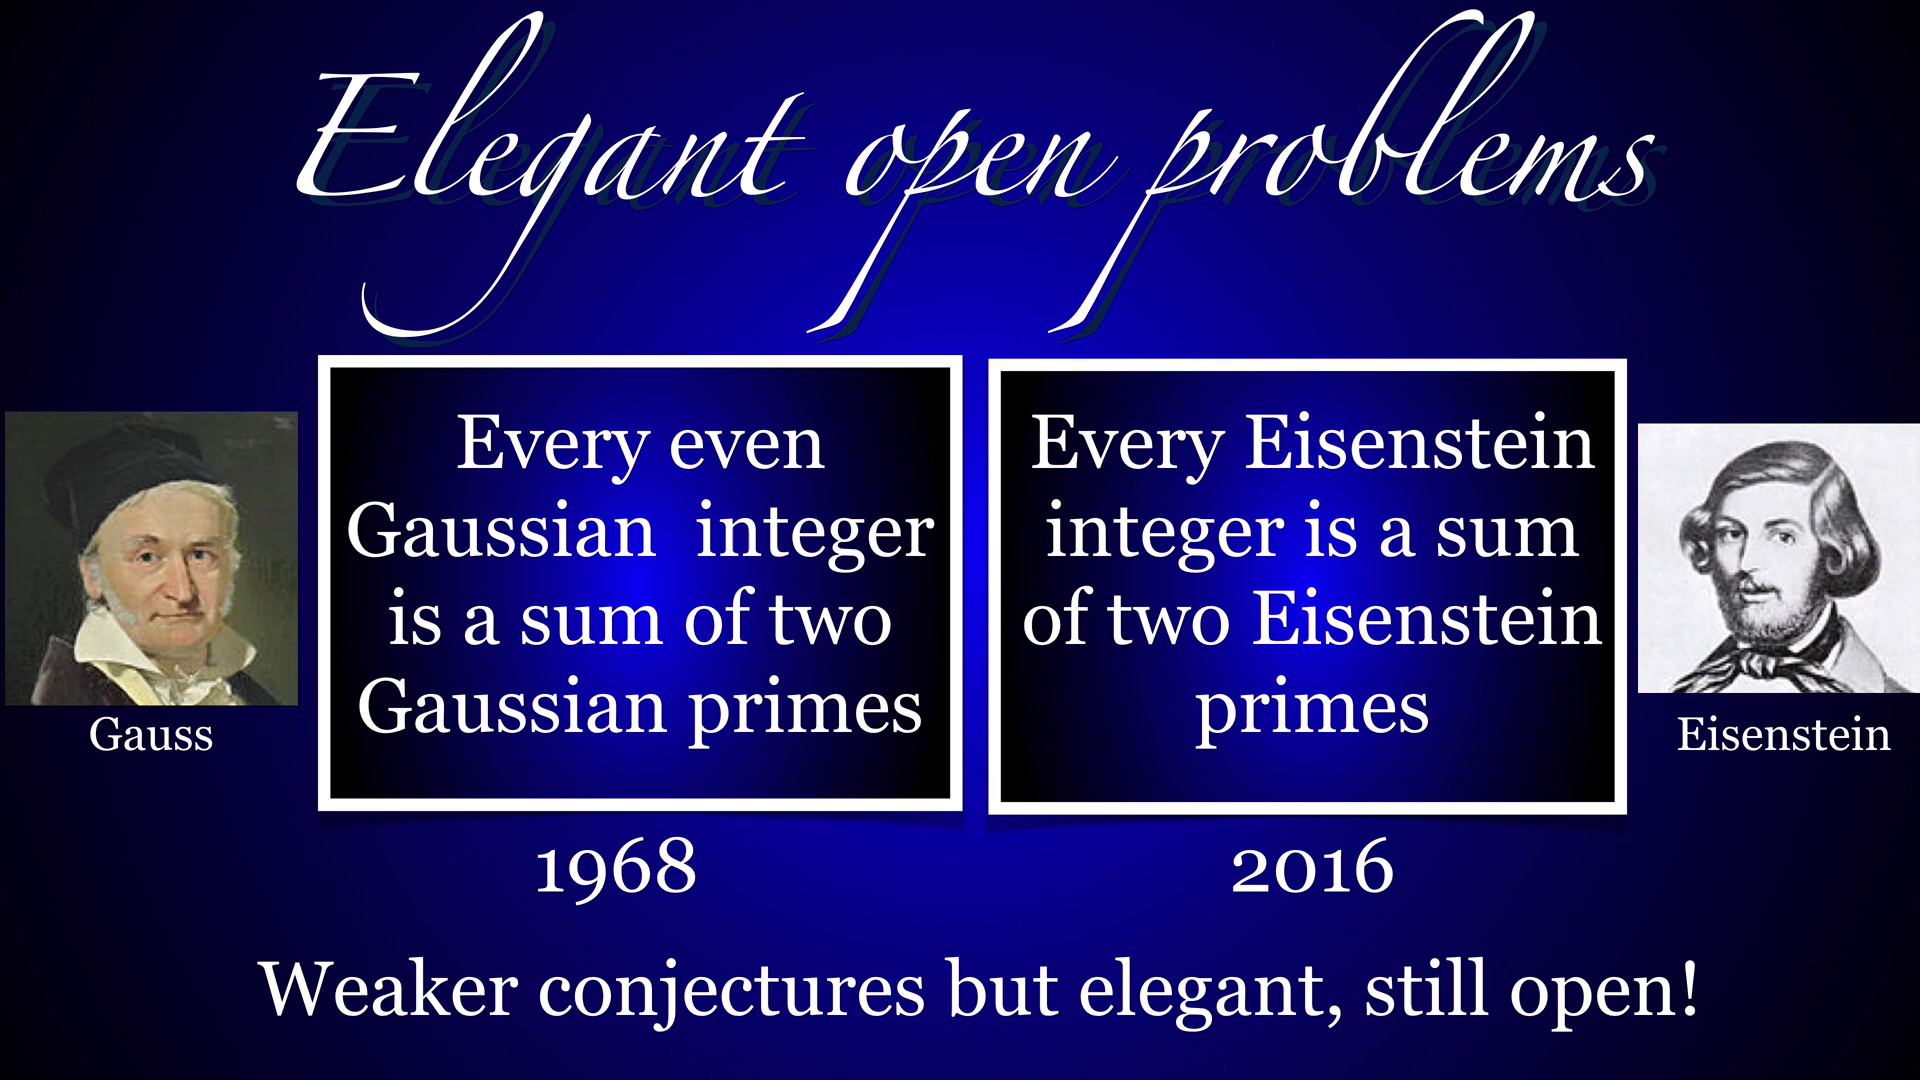 Elegant open problems
Every even
Gaussian integer
is a sum of two
Gaussian primes
Every Eisenstein
integer is a sum
of two Eisenstein
primes
Gauss
Eisenstein
1968
2016
Weaker conjectures but elegant, still open!